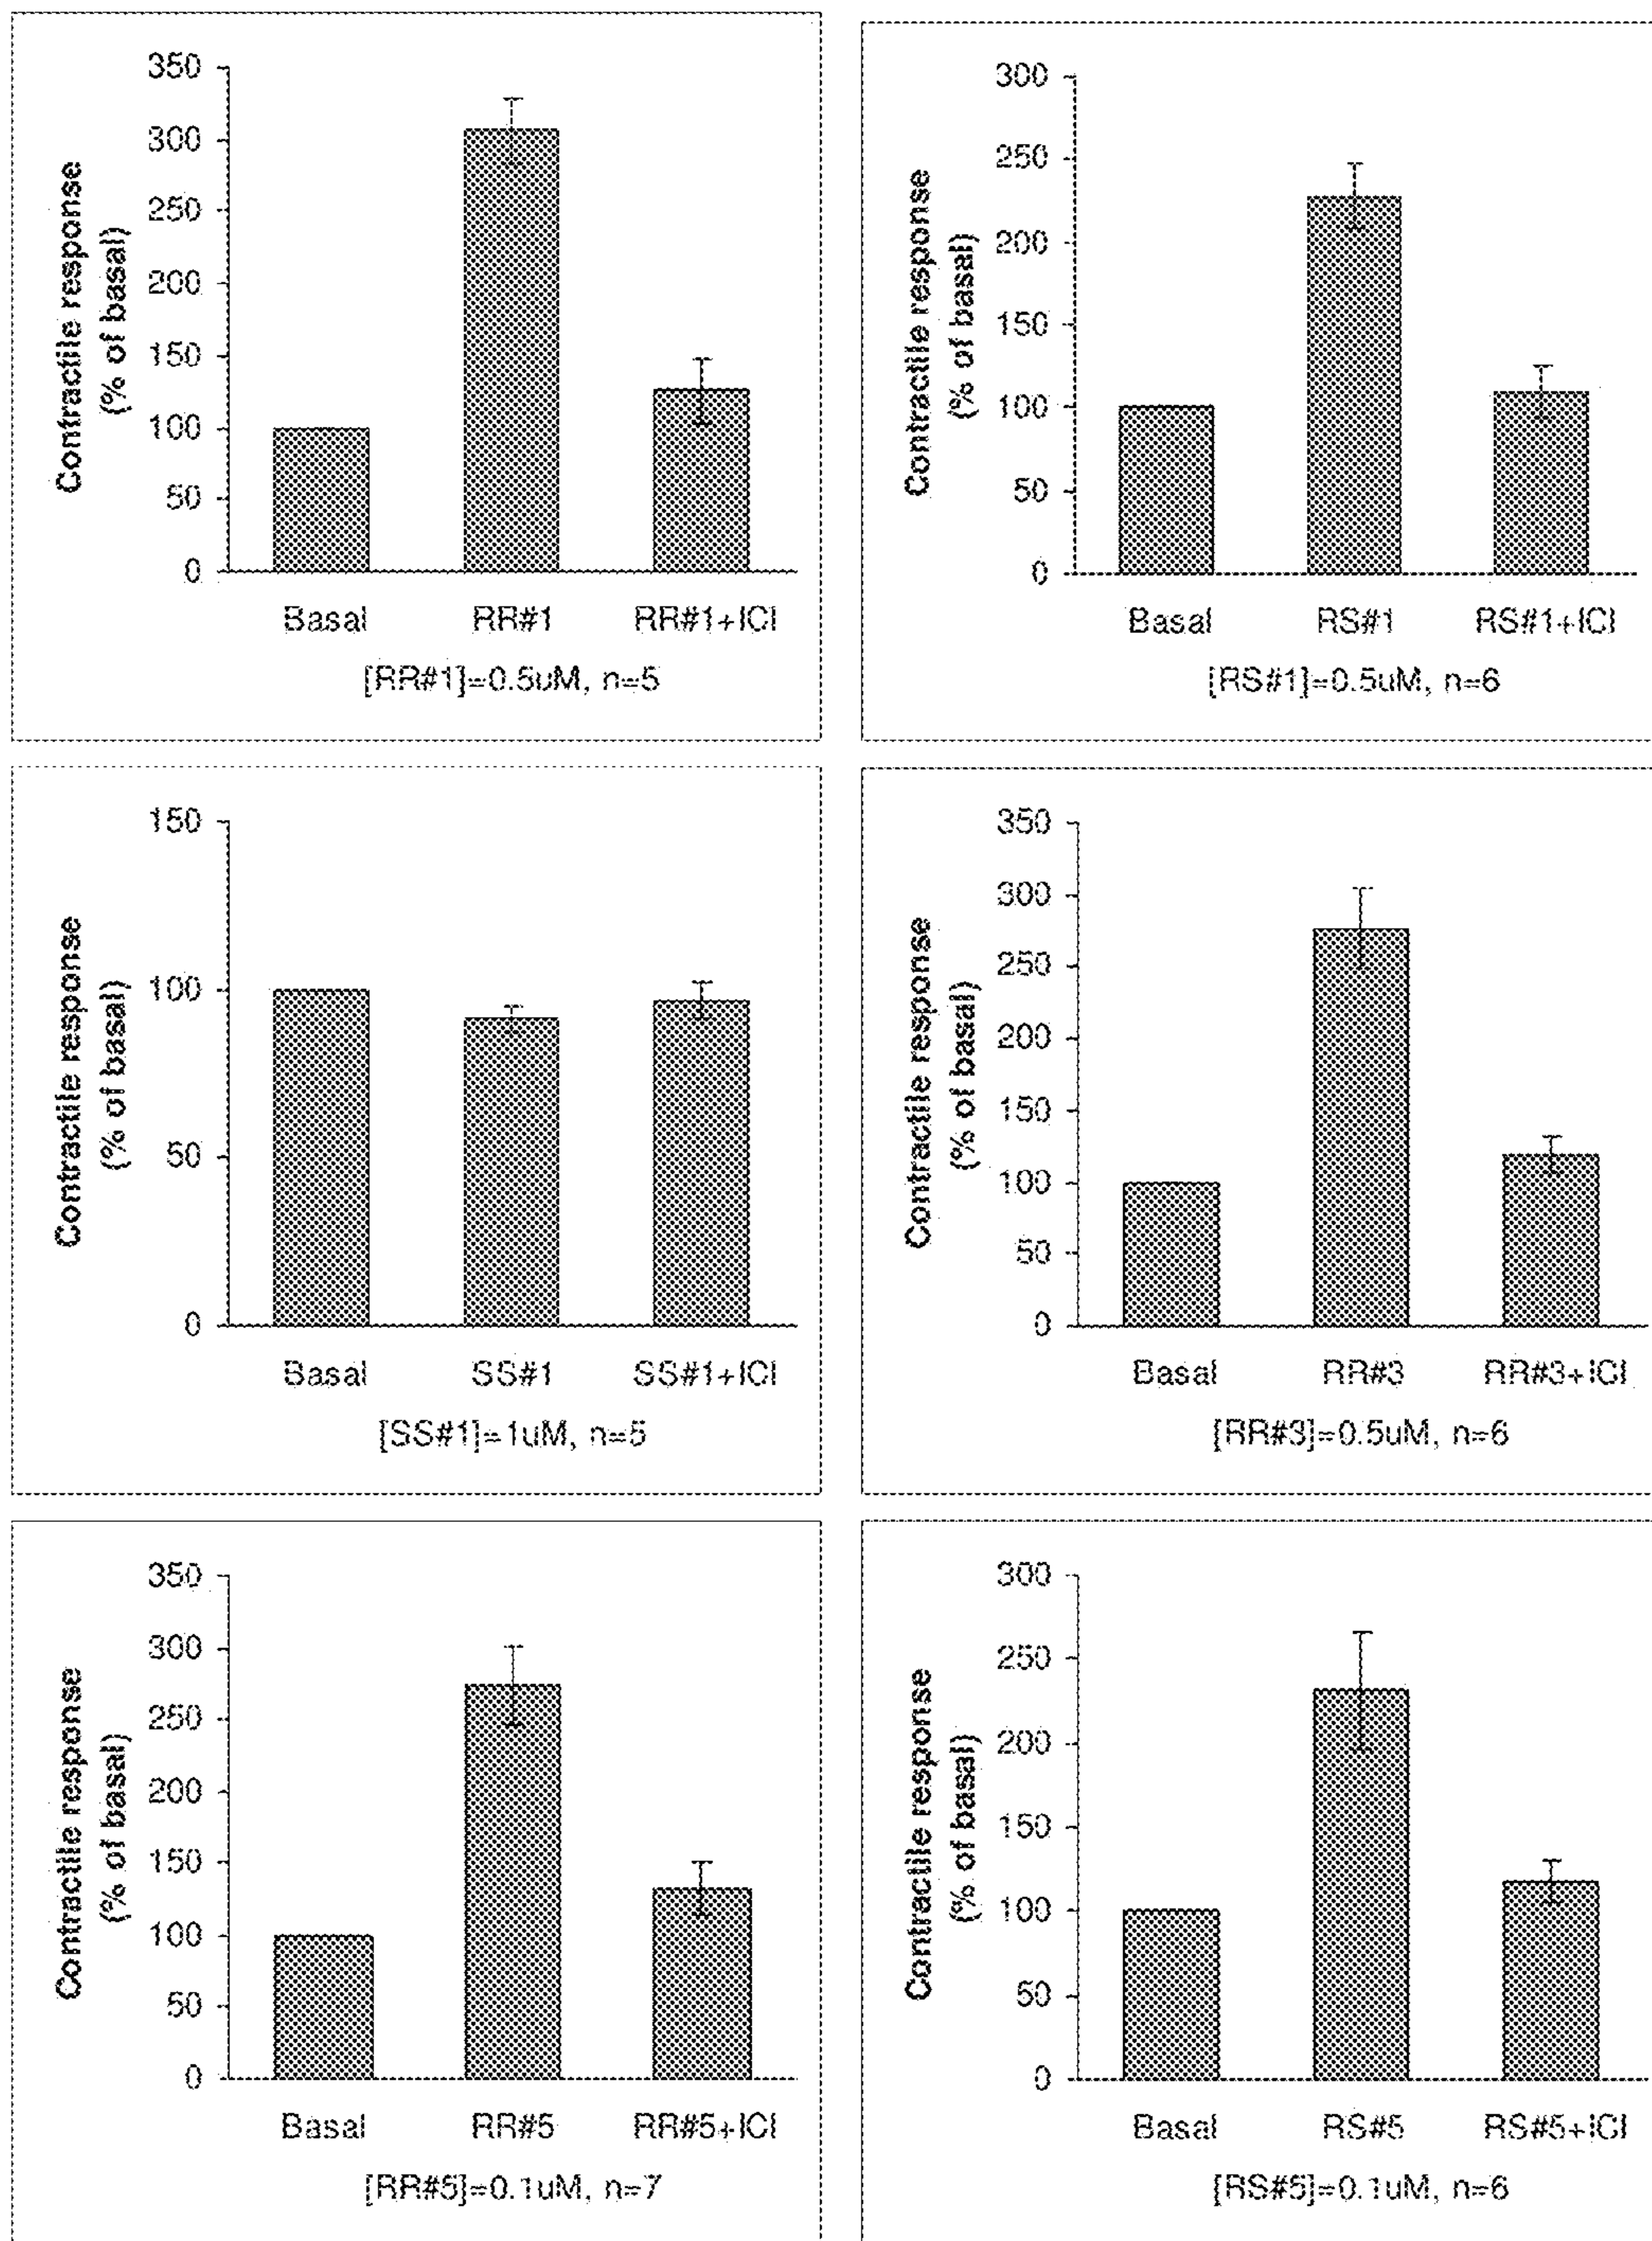 350
300
250
200
150
100
50
0
Contractile response
(% of basal)
Basal RR#1 RR#1+ICI
[RR#1]=0.5uM, n=5
300
250
200
150
100
50
0
Contractile response
(% of basal)
Basal RS#1 RS#1+ICI
[RS#1]=0.5uM, n=6
150
100
50
0
Contractile response
(% of basal)
Basal SS#1 SS#1+ICI
[SS#1]=1uM, n=5
350
300
250
200
150
100
50
0
Contractile response
(% of basal)
Basal RR#3 RR#3+ICI
[RR#3]=0.5uM, n=6
350
300
250
200
150
100
50
0
Contractile response
(% of basal)
Basal RR#5 RR#5+ICI
[RR#5]=0.1uM, n=7
300
250
200
150
100
50
0
Contractile response
(% of basal)
Basal RS#5 RS#5+ICI
[RS#5]=0.1uM, n=6